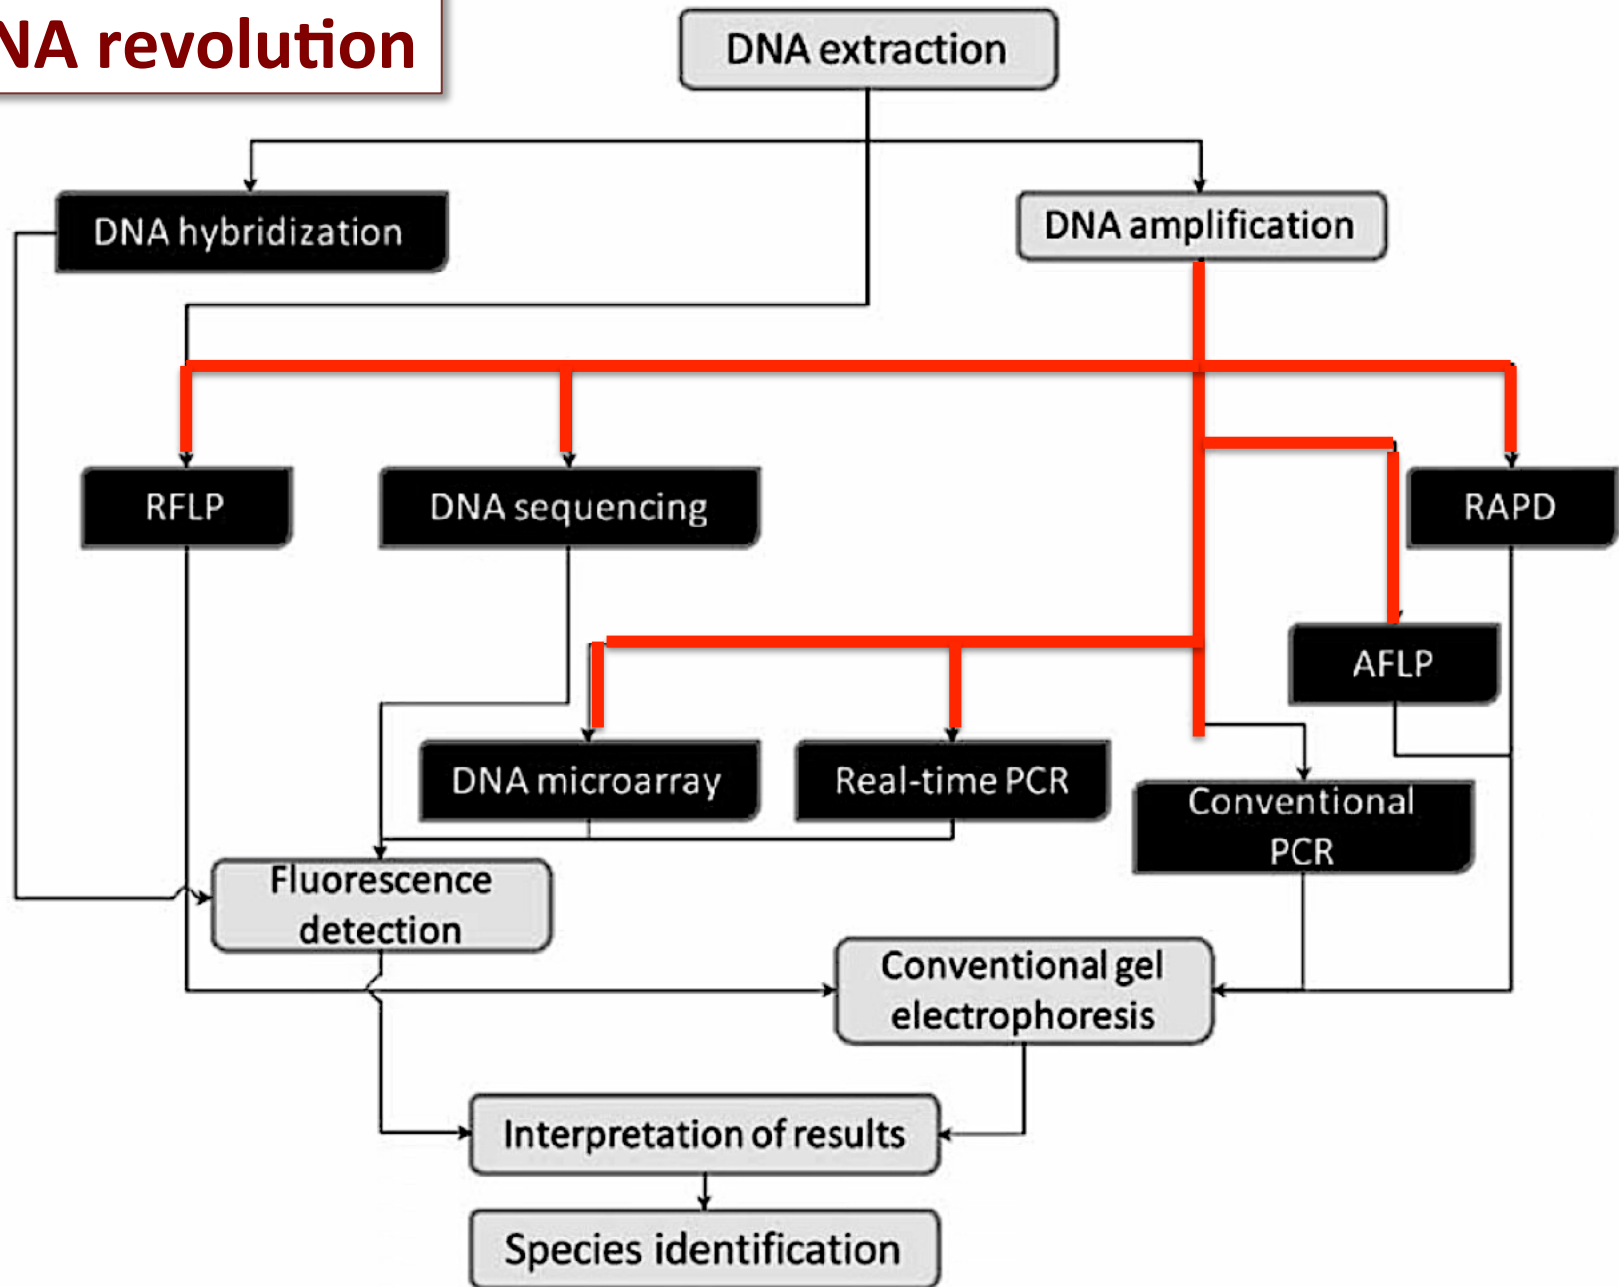 NA revolution
DNA extraction
DNA hybridization
DNA amplification
RFLP
DNA sequencing
RAPD
AFLP
DNA microarray
Real-time PCR
Conventional
PCR
Fluorescence
detection
Conventional gel
electrophoresis
Interpretation of results
Species identification